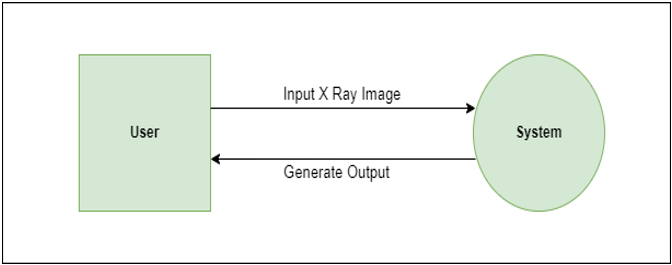 Input X Ray Image
User
System
Generate Output